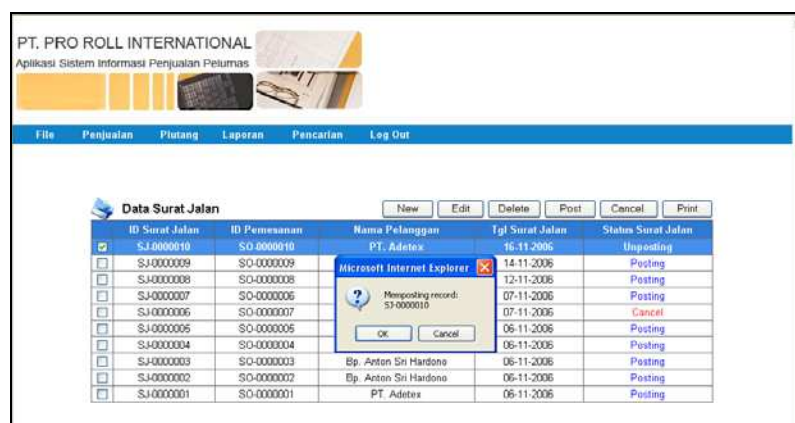 PT. PRO ROLL INTERNATIONAL
Aplikasi Sistem Informasi Penjualan Pelumas
File Penjualan Piutang Laporan Pencarian Log Out
Data Surat Jalan New Edit Delete Post Cancel Print
ID Surat Jalan ID Pemesanan Nama Pelanggan Tgl Surat Jalan Status Surat Jalan
SJ-0000010 SO-0000010 PT. Adetex 16-11-2006 Unposting
SJ-0000009 SO-0000009 14-11-2006 Posting
SJ-0000008 SO-0000008 12-11-2006 Posting
SJ-0000007 SO-0000006 07-11-2006 Posting
SJ-0000006 SO-0000007 07-11-2006 Cancel
SJ-0000005 SO-0000005 06-11-2006 Posting
SJ-0000004 SO-0000004 06-11-2006 Posting
SJ-0000003 SO-0000003 Bp. Anton Sri Hardono 06-11-2006 Posting
SJ-0000002 SO-0000002 Bp. Anton Sri Hardono 06-11-2006 Posting
SJ-0000001 SO-0000001 PT. Adetex 06-11-2006 Posting
Microsoft Internet Explorer
Memposting record:
SJ-0000010
OK Cancel